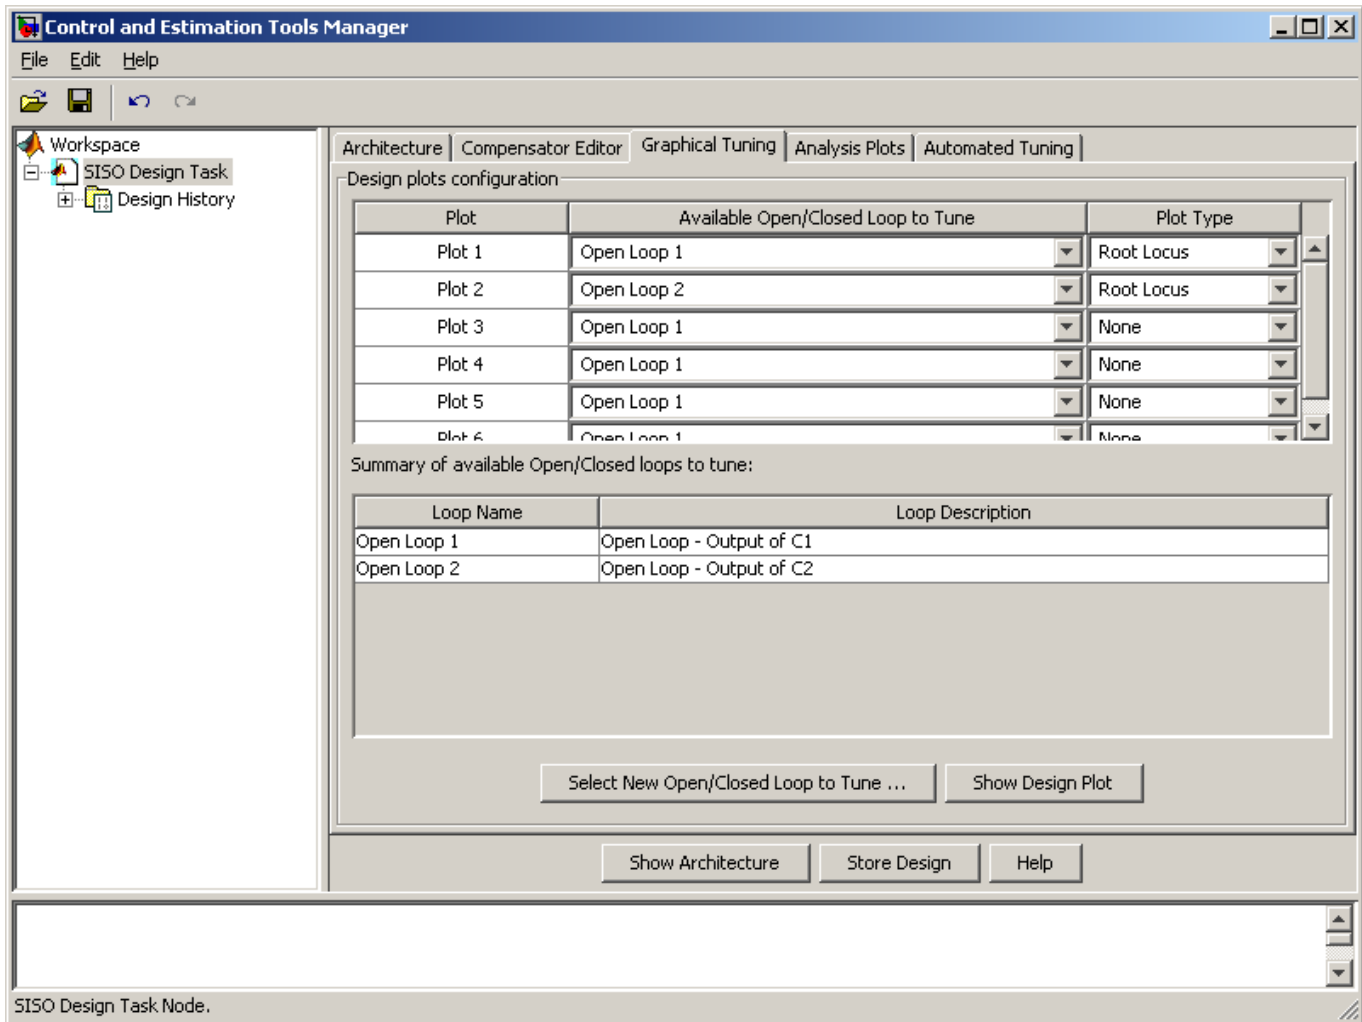 Control and Estimation Tools Manager
File Edit Help
Workspace
SISO Design Task
Design History
Architecture Compensator Editor Graphical Tuning Analysis Plots Automated Tuning
Design plots configuration
Plot Available Open/Closed Loop to Tune Plot Type
Plot 1 Open Loop 1 Root Locus
Plot 2 Open Loop 2 Root Locus
Plot 3 Open Loop 1 None
Plot 4 Open Loop 1 None
Plot 5 Open Loop 1 None
Plot 6 Open Loop 1 None
Summary of available Open/Closed loops to tune:
Loop Name Loop Description
Open Loop 1 Open Loop - Output of C1
Open Loop 2 Open Loop - Output of C2
Select New Open/Closed Loop to Tune ... Show Design Plot
Show Architecture Store Design Help
SISO Design Task Node.